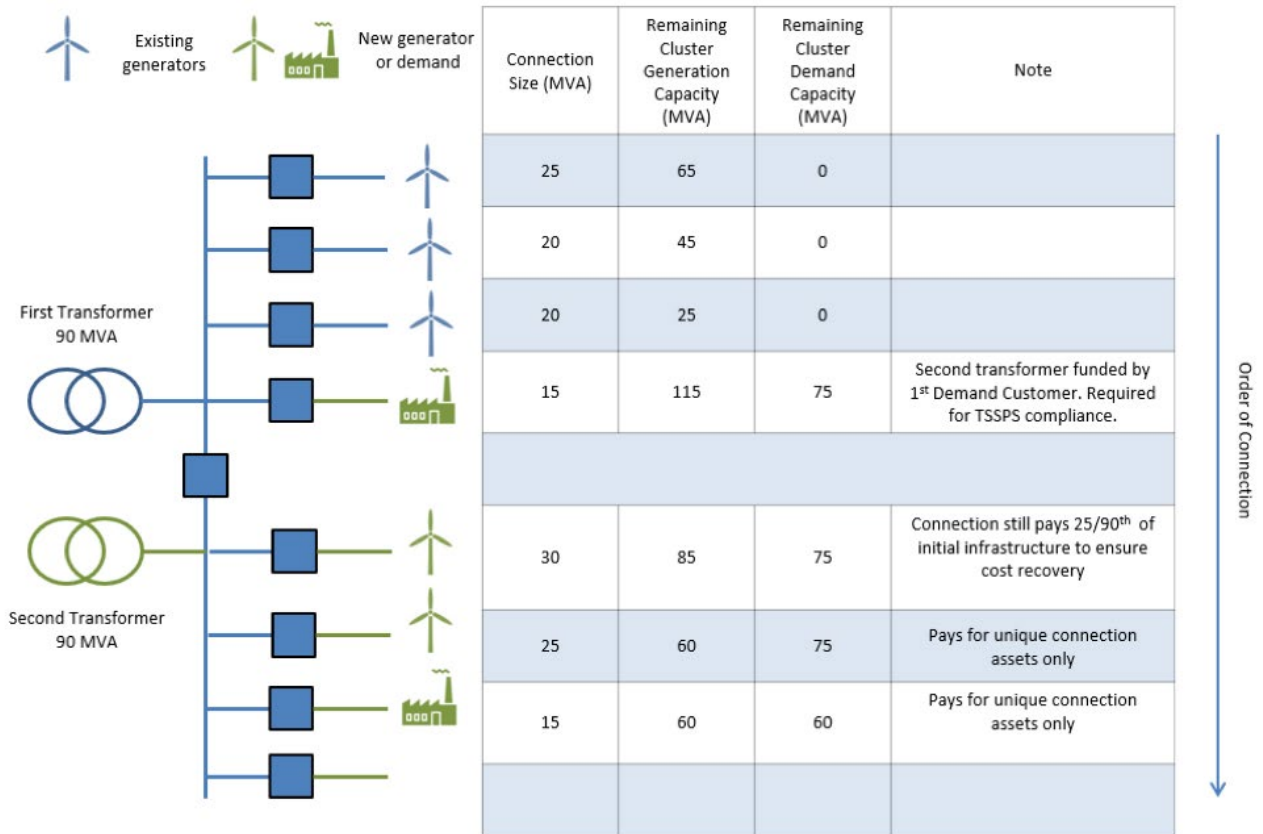 Existing
generators
New generator
or demand
Connection
Size (MVA)
Remaining
Cluster
Generation
Capacity
(MVA)
Remaining
Cluster
Demand
Capacity
(MVA)
Note
25
65
0
20
45
0
First Transformer
90 MVA
20
25
0
15
115
75
Second transformer funded by
1st Demand Customer. Required
for TSSPS compliance.
Order of Connection
30
85
75
Connection still pays 25/90th of
initial infrastructure to ensure
cost recovery
Second Transformer
90 MVA
25
60
75
Pays for unique connection
assets only
15
60
60
Pays for unique connection
assets only